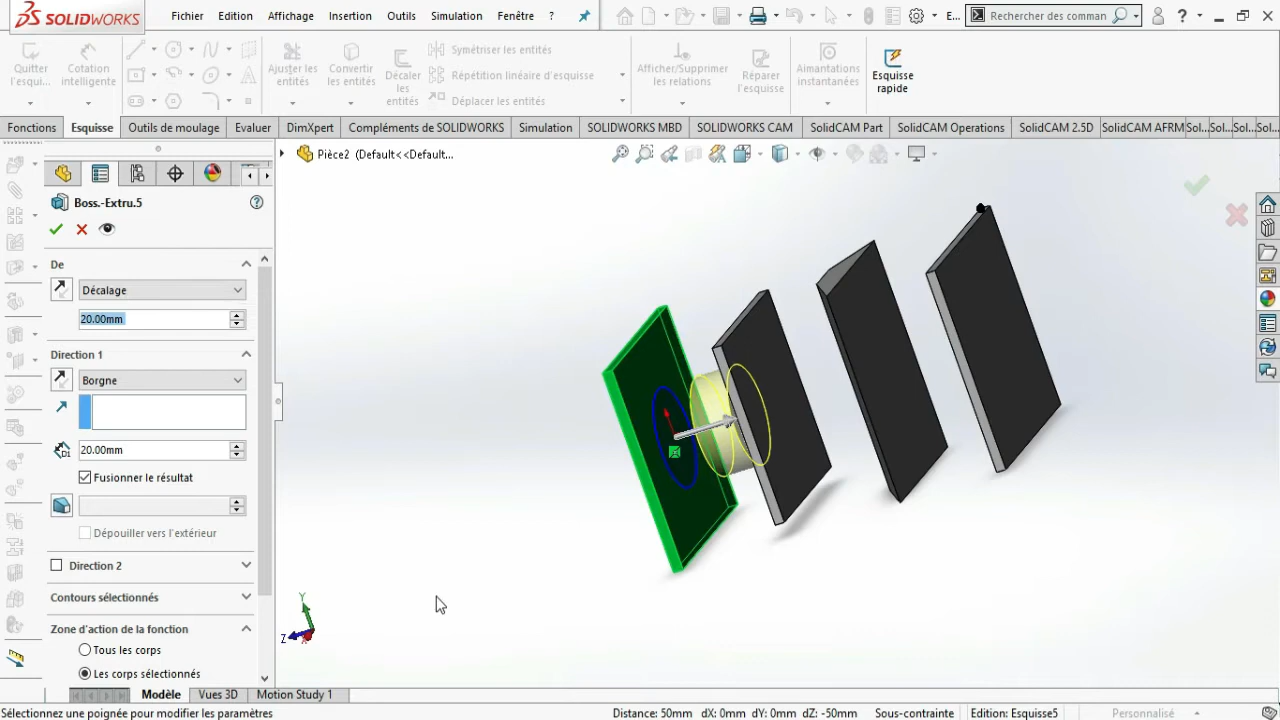 SOLIDWORKS
Fichier Edition Affichage Insertion Outils Simulation Fenêtre ?
E...
Rechercher des comman
?
Quitter l'esqui...
Cotation intelligente
Ajuster les entités
Convertir les entités
Décaler les entités
Symétriser les entités
Répétition linéaire d'esquisse
Déplacer les entités
Afficher/Supprimer les relations
Réparer l'esquisse
Aimantations instantanées
Esquisse rapide
Fonctions Esquisse Outils de moulage Evaluer DimXpert Compléments de SOLIDWORKS Simulation SOLIDWORKS MBD SOLIDWORKS CAM SolidCAM Part SolidCAM Operations SolidCAM 2.5D SolidCAM AFRM Sol... Sol... Sol... Sol...
Pièce2 (Default<<Default...
Boss.-Extru.5
De
Décalage
20.00mm
Direction 1
Borgne
20.00mm
Fusionner le résultat
Dépouiller vers l'extérieur
Direction 2
Contours sélectionnés
Zone d'action de la fonction
Tous les corps
Les corps sélectionnés
Y
Z
Modèle Vues 3D Motion Study 1
Sélectionnez une poignée pour modifier les paramètres
Distance: 50mm dX: 0mm dY: 0mm dZ: -50mm Sous-contrainte Edition: Esquisse5 Personnalisé